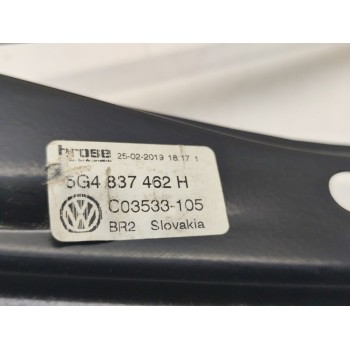 brose 25-02-2019 18:17 1
5G4 837 462 H
C03533-105
BR2 Slovakia